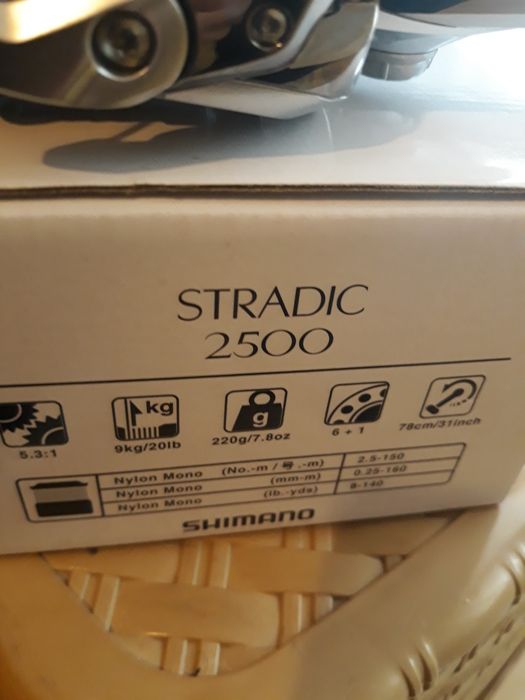 STRADIC
2500
kg
g
5.3:1
9kg/20lb
220g/7.8oz
6 + 1
78cm/31inch
Nylon Mono (No.-m / 号.-m) 2.5-150
Nylon Mono (mm-m) 0.25-160
Nylon Mono (lb.-yds) 8-140
SHIMANO